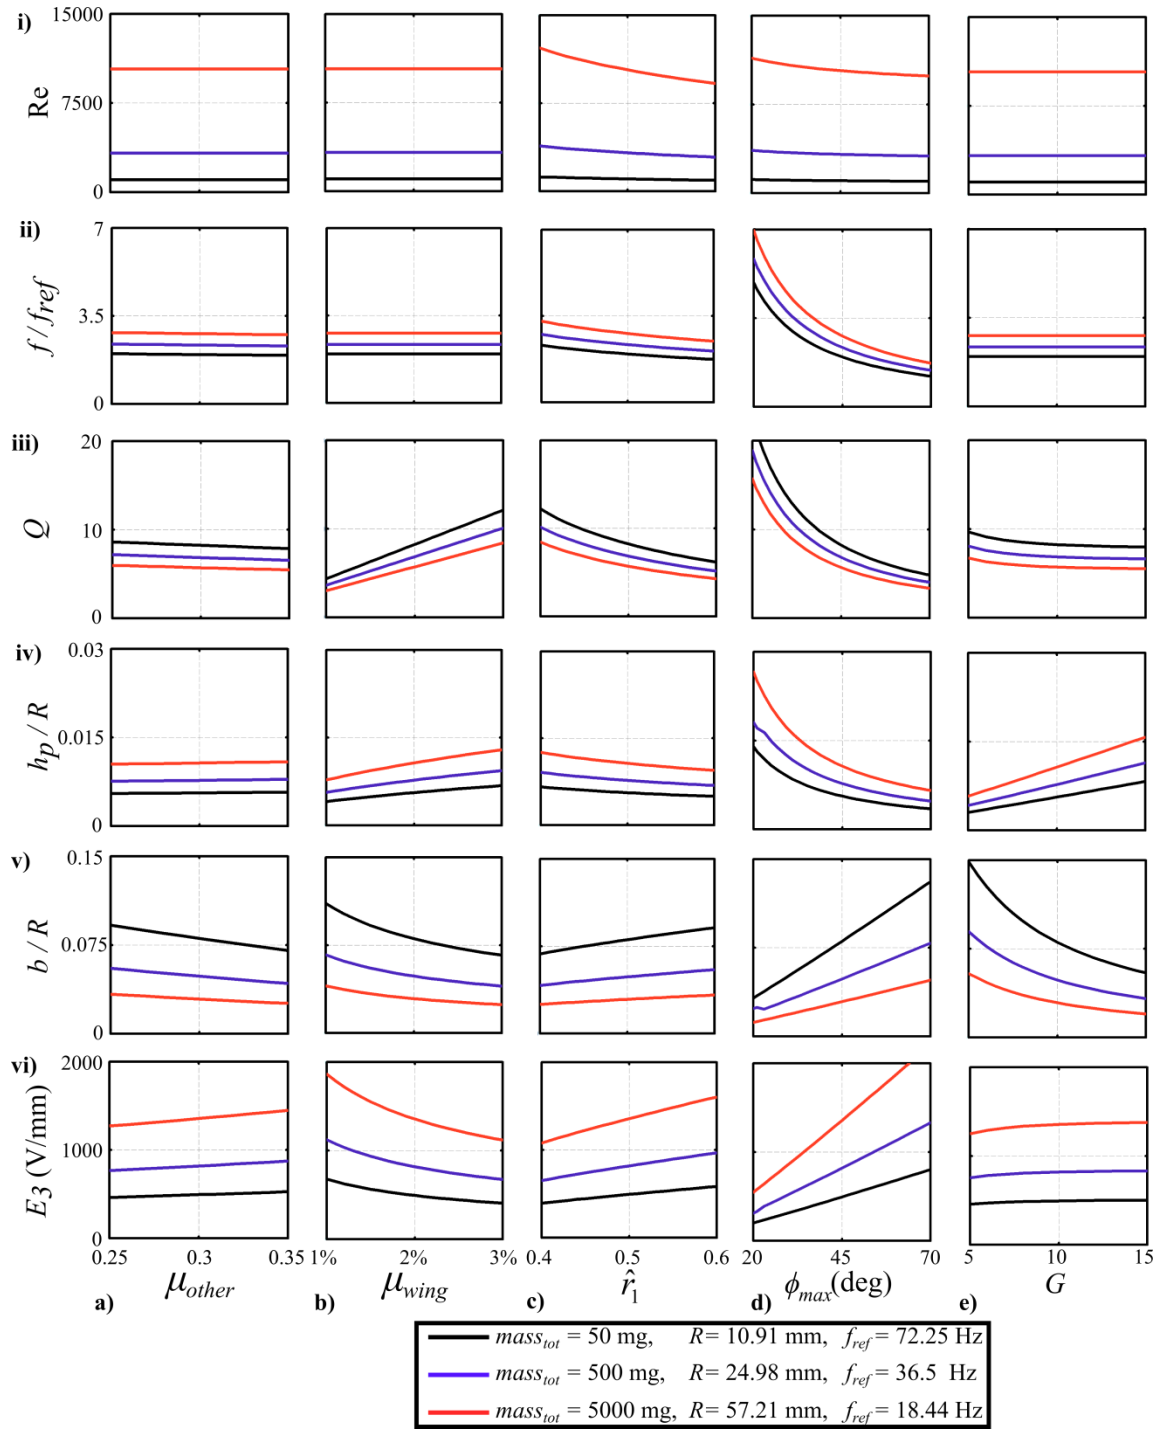 i)
15000
7500
0
Re
ii)
7
3.5
0
f / fref
iii)
20
10
0
Q
iv)
0.03
0.015
0
hp / R
v)
0.15
0.075
0
b / R
vi)
2000
1000
0
E3 (V/mm)
0.25 0.3 0.35 1% 2% 3% 0.4 0.5 0.6 20 45 70 5 10 15
μother μwing r̂1 ϕmax(deg) G
a) b) c) d) e)
masstot = 50 mg, R= 10.91 mm, fref = 72.25 Hz
masstot = 500 mg, R= 24.98 mm, fref = 36.5 Hz
masstot = 5000 mg, R= 57.21 mm, fref = 18.44 Hz